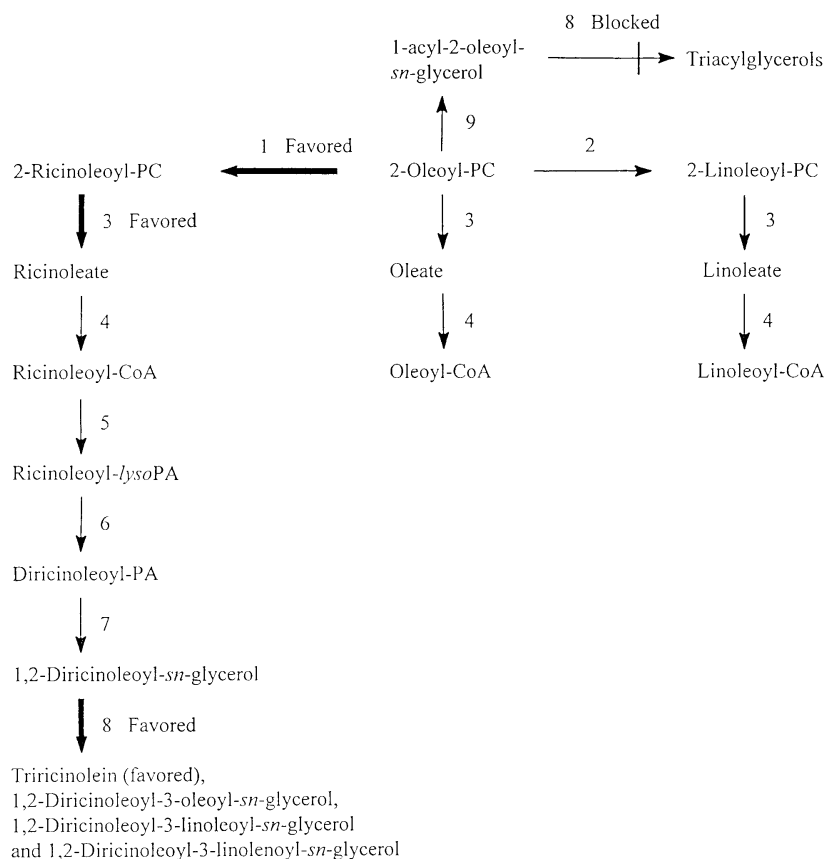 8 Blocked
1-acyl-2-oleoyl-
sn-glycerol
Triacylglycerols
9
1 Favored
2
2-Ricinoleoyl-PC
2-Oleoyl-PC
2-Linoleoyl-PC
3 Favored
3
3
Ricinoleate
Oleate
Linoleate
4
4
4
Ricinoleoyl-CoA
Oleoyl-CoA
Linoleoyl-CoA
5
Ricinoleoyl-lysoPA
6
Diricinoleoyl-PA
7
1,2-Diricinoleoyl-sn-glycerol
8 Favored
Triricinolein (favored),
1,2-Diricinoleoyl-3-oleoyl-sn-glycerol,
1,2-Diricinoleoyl-3-linoleoyl-sn-glycerol
and 1,2-Diricinoleoyl-3-linolenoyl-sn-glycerol